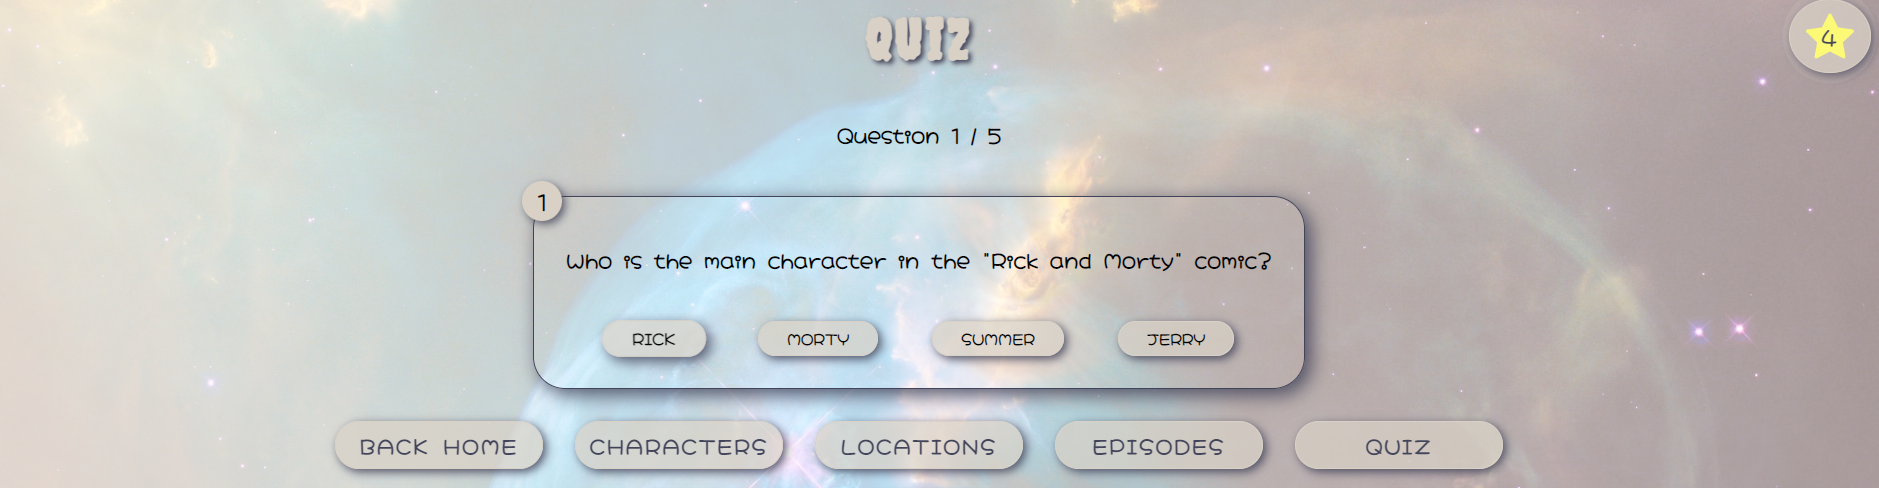 QUIZ
4
Question 1 / 5
1
Who is the main character in the "Rick and Morty" comic?
RICK MORTY SUMMER JERRY
BACK HOME CHARACTERS LOCATIONS EPISODES QUIZ